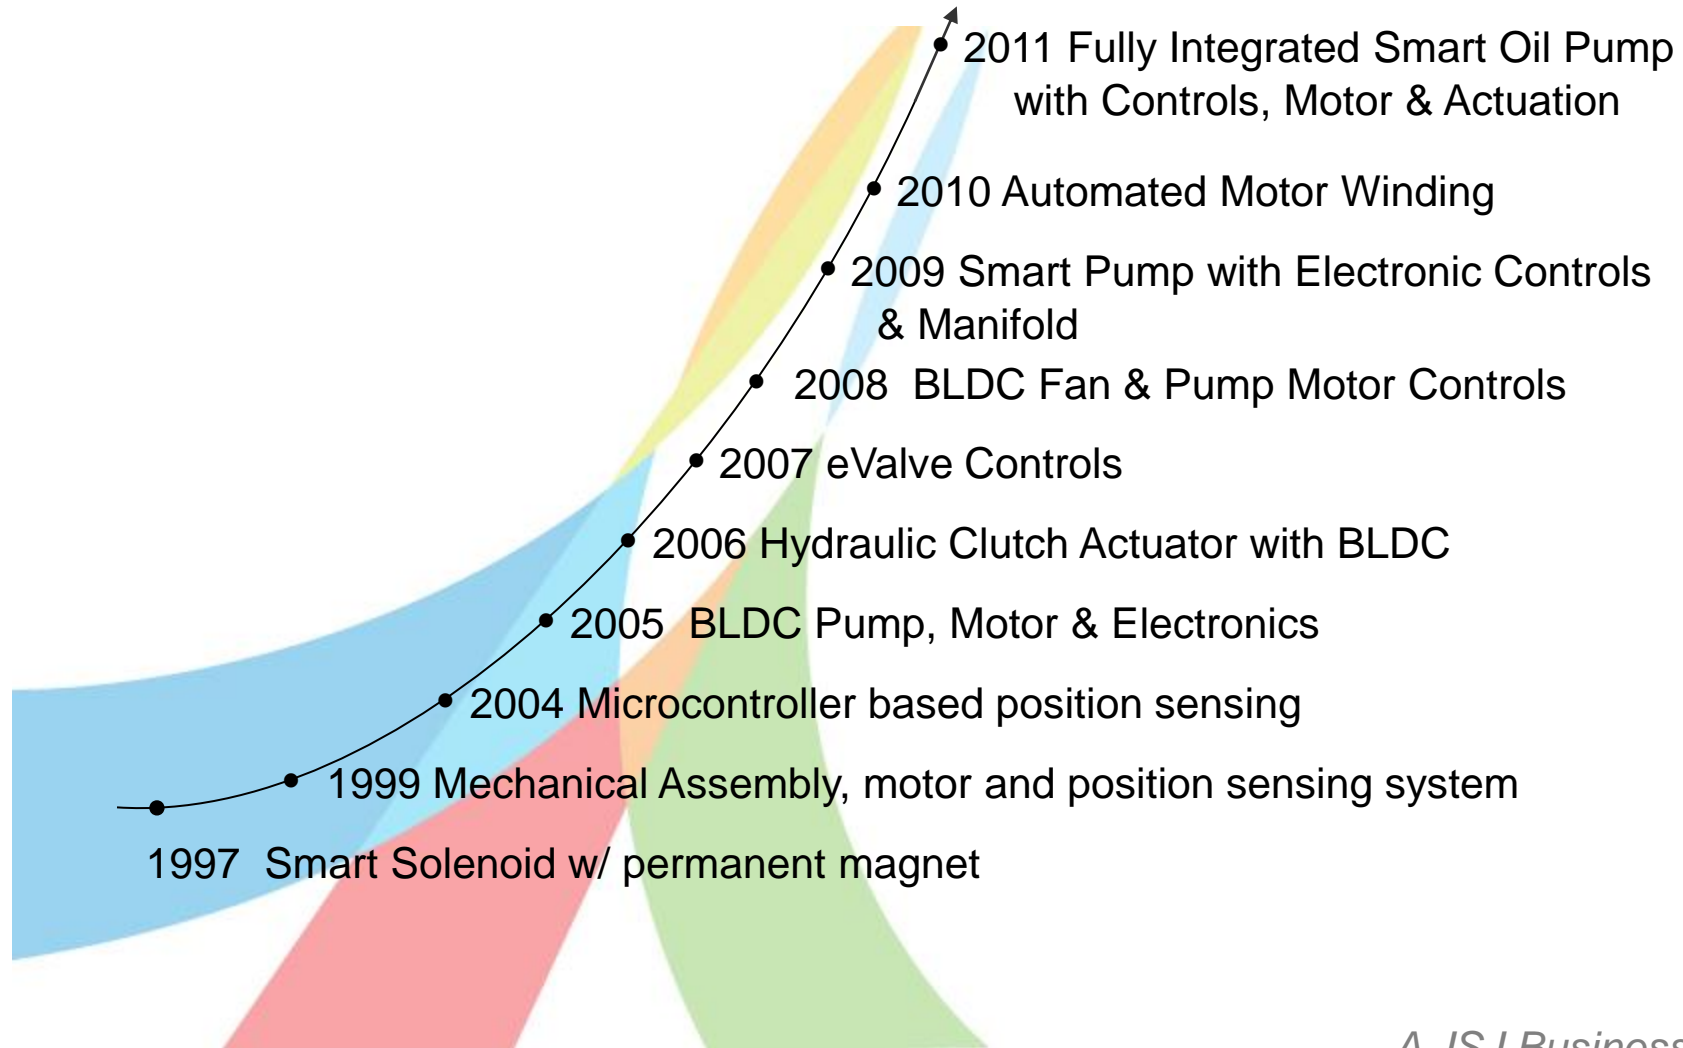 2011 Fully Integrated Smart Oil Pump
with Controls, Motor & Actuation
2010 Automated Motor Winding
2009 Smart Pump with Electronic Controls
& Manifold
2008  BLDC Fan & Pump Motor Controls
2007 eValve Controls
2006 Hydraulic Clutch Actuator with BLDC
2005  BLDC Pump, Motor & Electronics
2004 Microcontroller based position sensing
1999 Mechanical Assembly, motor and position sensing system
1997  Smart Solenoid w/ permanent magnet
A JSJ Business